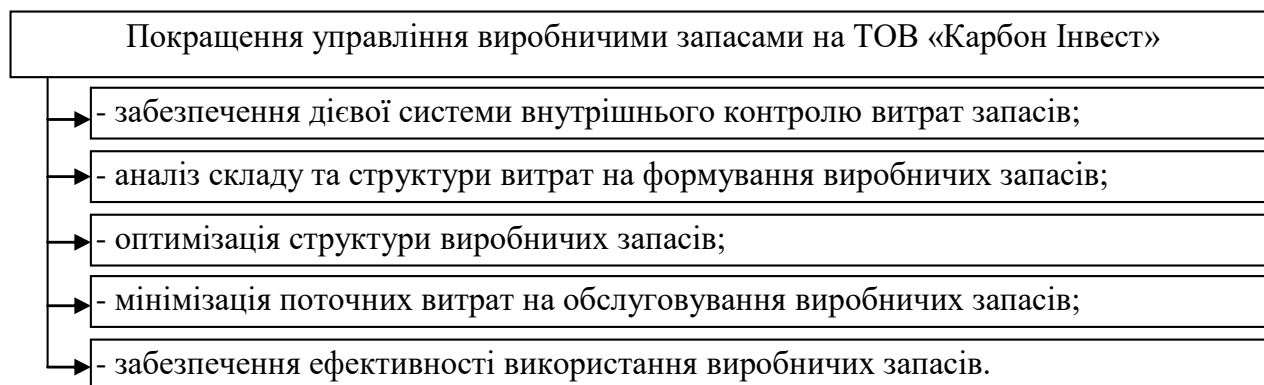 Покращення управління виробничими запасами на ТОВ «Карбон Інвест»
- забезпечення дієвої системи внутрішнього контролю витрат запасів;
- аналіз складу та структури витрат на формування виробничих запасів;
- оптимізація структури виробничих запасів;
- мінімізація поточних витрат на обслуговування виробничих запасів;
- забезпечення ефективності використання виробничих запасів.